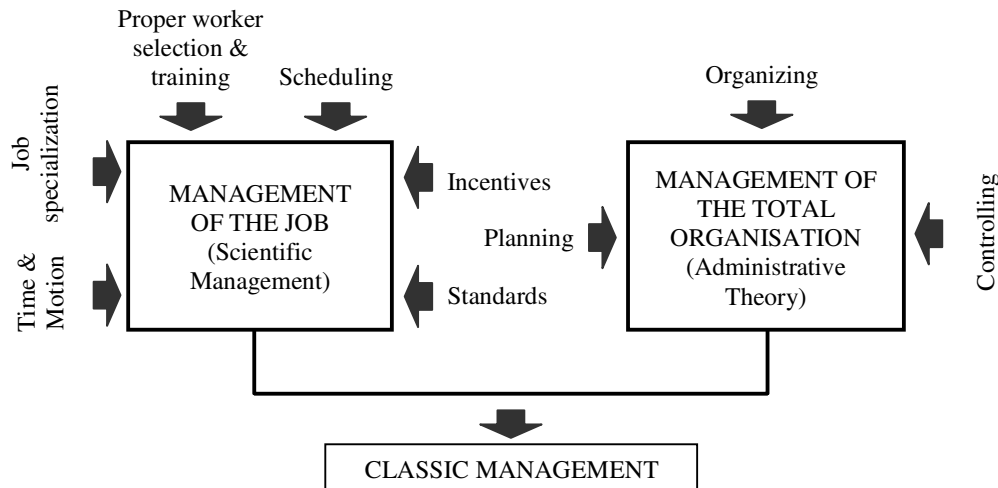 Proper worker
selection &
training
Scheduling
Organizing
Job
specialization
Time &
Motion
MANAGEMENT
OF THE JOB
(Scientific
Management)
Incentives
Planning
Standards
MANAGEMENT OF
THE TOTAL
ORGANISATION
(Administrative
Theory)
Controlling
CLASSIC MANAGEMENT